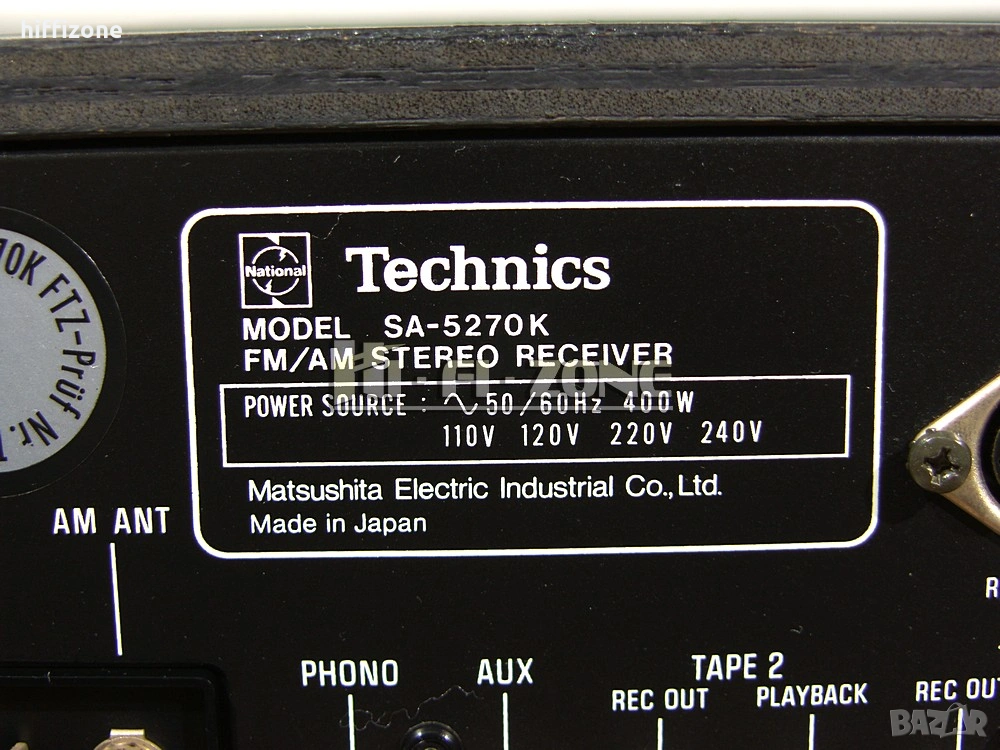 hiffizone
70K FTZ-Prüf Nr.
National
Technics
MODEL SA-5270K
FM/AM STEREO RECEIVER
HI-FI-ZONE
POWER SOURCE : ∿ 50/60Hz 400W
110V 120V 220V 240V
Matsushita Electric Industrial Co., Ltd.
Made in Japan
AM ANT
PHONO
AUX
TAPE 2
REC OUT
PLAYBACK
REC OUT
BAZAR